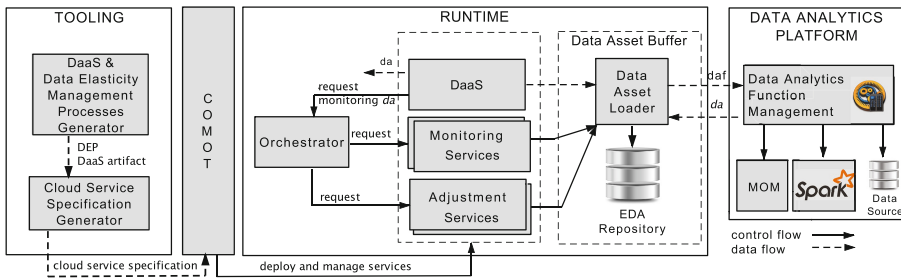 TOOLING
DaaS &
Data Elasticity
Management
Processes
Generator
DEP
DaaS artifact
Cloud Service
Specification
Generator
cloud service specification
COMOT
deploy and manage services
RUNTIME
da
request
monitoring da
DaaS
Orchestrator
request
Monitoring
Services
request
Adjustment
Services
Data Asset Buffer
Data
Asset
Loader
EDA
Repository
daf
da
DATA ANALYTICS
PLATFORM
Data Analytics
Function
Management
MOM
Spark
Data
Source
control flow
data flow